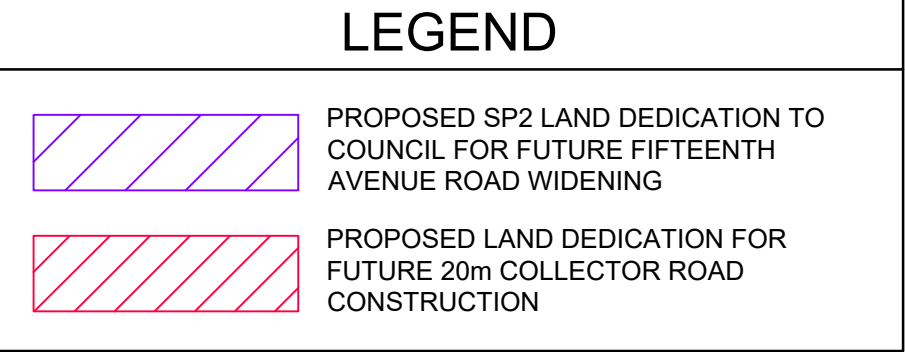 LEGEND
PROPOSED SP2 LAND DEDICATION TO
COUNCIL FOR FUTURE FIFTEENTH
AVENUE ROAD WIDENING
PROPOSED LAND DEDICATION FOR
FUTURE 20m COLLECTOR ROAD
CONSTRUCTION